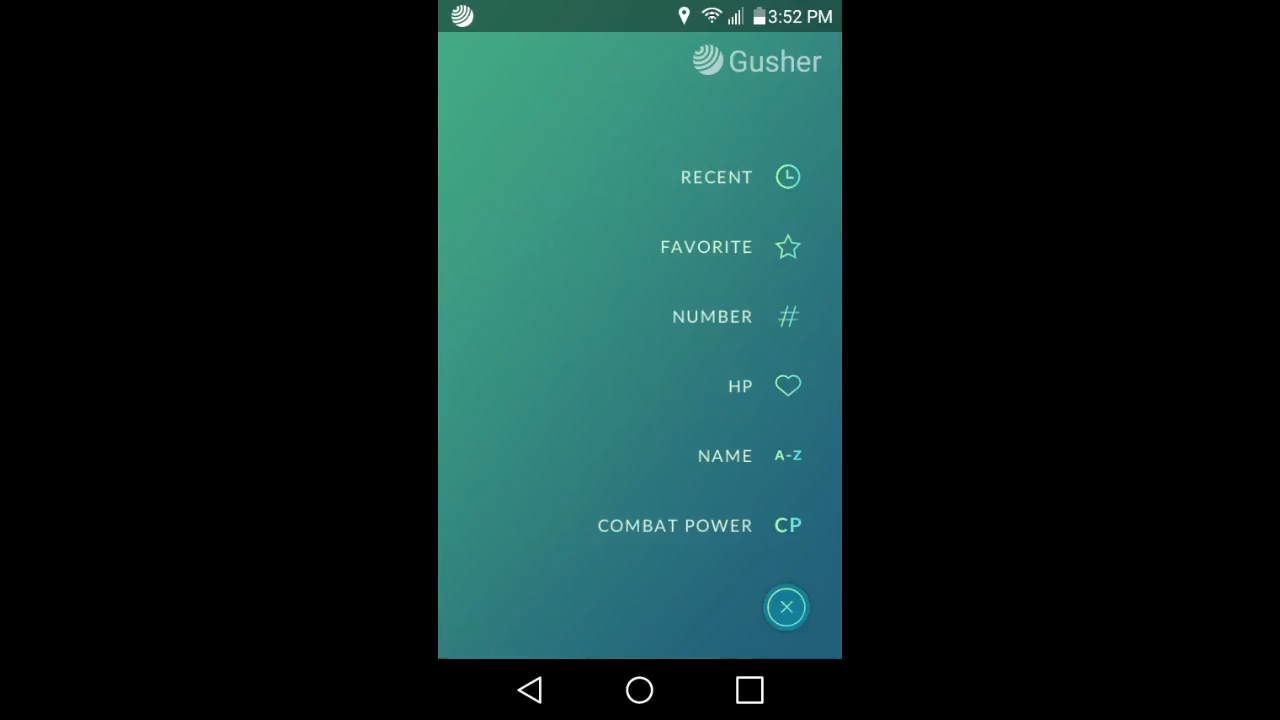 3:52 PM
Gusher
RECENT
FAVORITE
NUMBER #
HP
NAME A-Z
COMBAT POWER CP